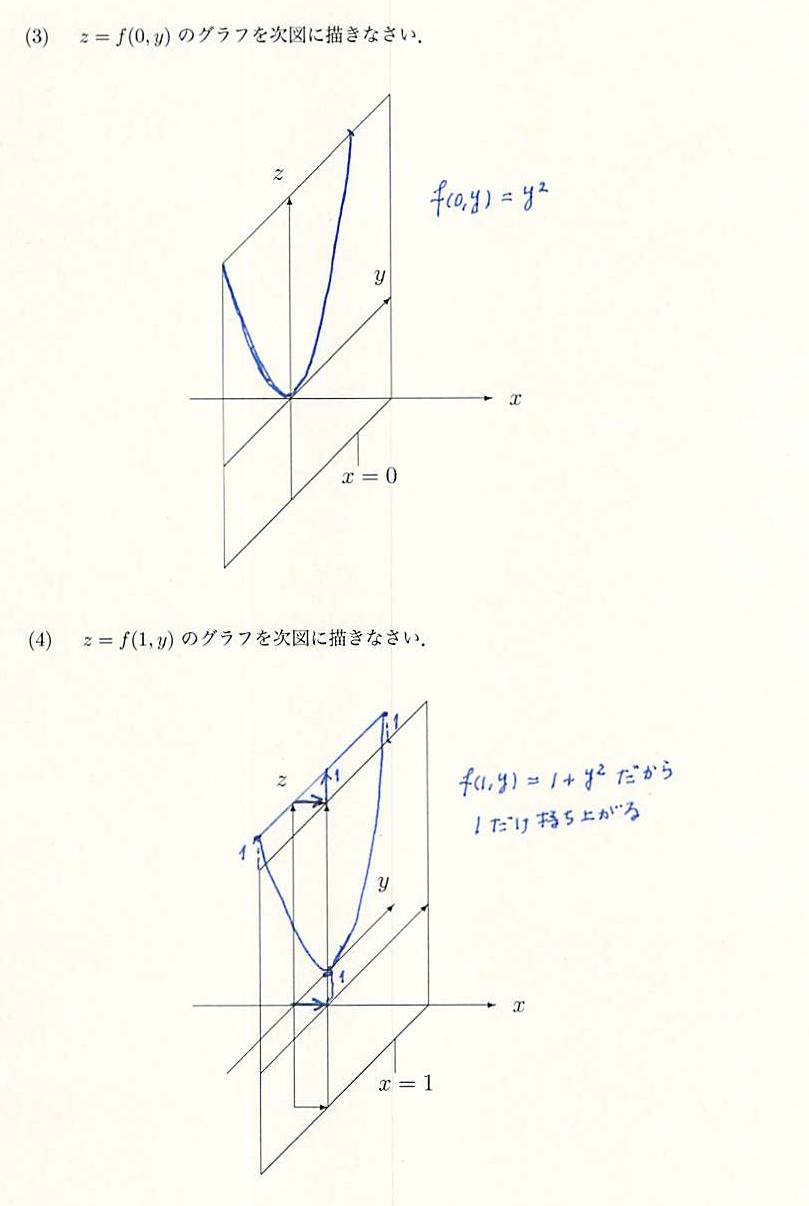 (3) z = f(0, y) のグラフを次図に描きなさい．
z
f(0,y) = y²
y
x
x = 0
(4) z = f(1, y) のグラフを次図に描きなさい．
1
1
z
f(1,y) = 1 + y² だから
1だけ持ち上がる
1
y
1
x
x = 1